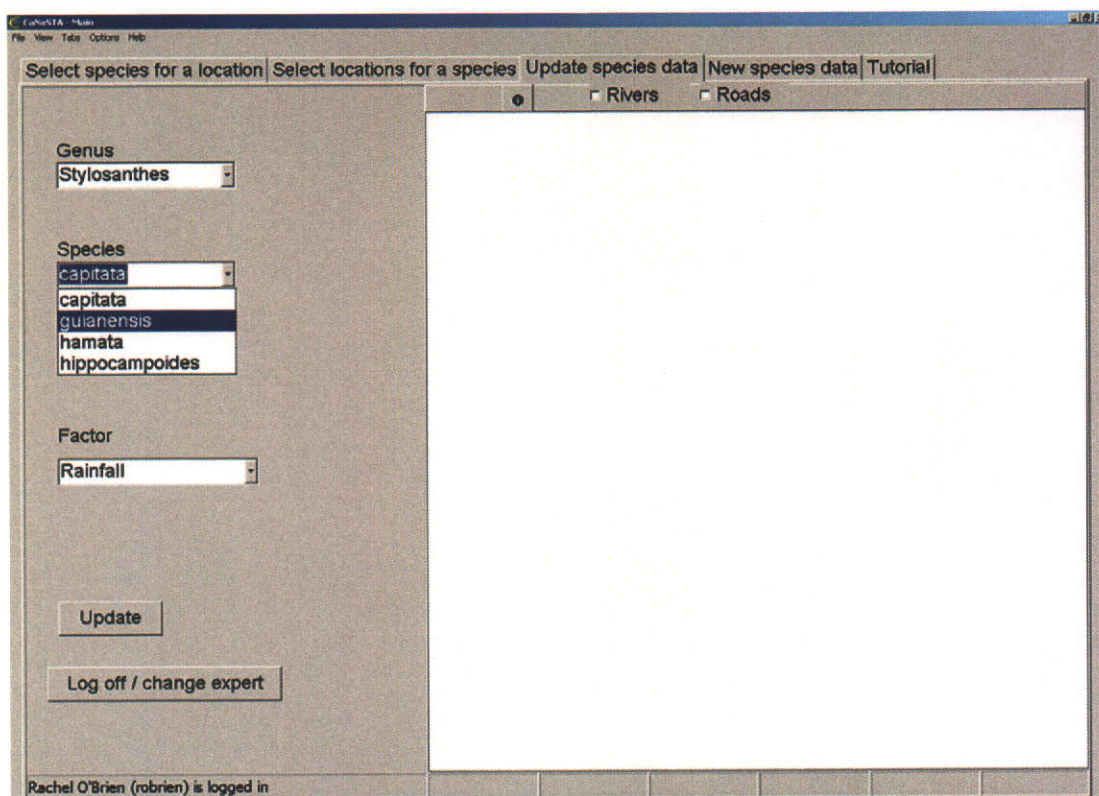 CaNaSTA - Main
File View Tabs Options Help
Select species for a location Select locations for a species Update species data New species data Tutorial
Rivers Roads
Genus
Stylosanthes
Species
capitata
capitata
guianensis
hamata
hippocampoides
Factor
Rainfall
Update
Log off / change expert
Rachel O'Brien (robrien) is logged in